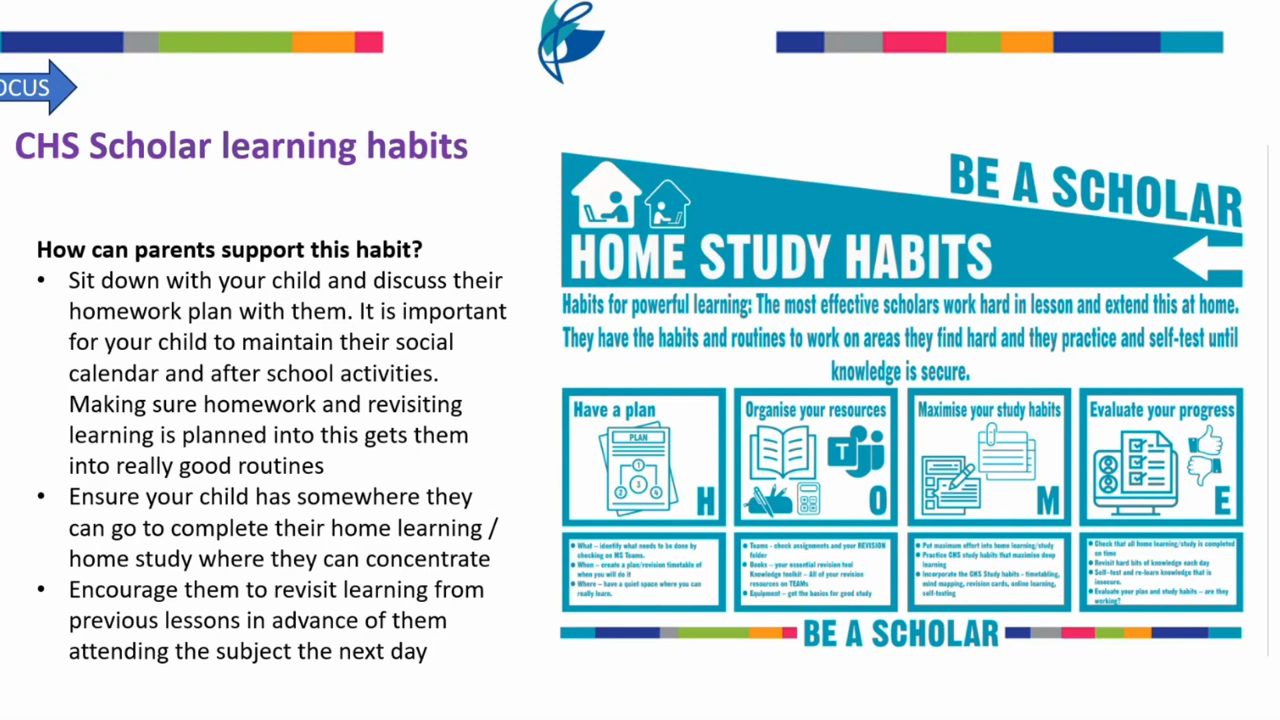 OCUS
CHS Scholar learning habits
How can parents support this habit?
• Sit down with your child and discuss their
homework plan with them. It is important
for your child to maintain their social
calendar and after school activities.
Making sure homework and revisiting
learning is planned into this gets them
into really good routines
• Ensure your child has somewhere they
can go to complete their home learning /
home study where they can concentrate
• Encourage them to revisit learning from
previous lessons in advance of them
attending the subject the next day
BE A SCHOLAR
HOME STUDY HABITS
Habits for powerful learning: The most effective scholars work hard in lesson and extend this at home.
They have the habits and routines to work on areas they find hard and they practice and self-test until
knowledge is secure.
Have a plan
PLAN
1
2 3 4
H
Organise your resources
O
Maximise your study habits
M
Evaluate your progress
E
• What – identify what needs to be done by
checking on MS Teams.
• When – create a plan/revision timetable of
when you will do it
• Where – have a quiet space where you can
really learn.
• Teams – check assignments and your REVISION
folder
• Books – your essential revision tool
Knowledge toolkit – All of your revision
resources on TEAMs
• Equipment – get the basics for good study
• Put maximum effort into home learning/study
• Practice CHS study habits that maximise deep
learning
• Incorporate the CHS Study habits – timetabling,
mind mapping, revision cards, online learning,
self-testing
• Check that all home learning/study is completed
on time
• Revisit hard bits of knowledge each day
• Self-test and re-learn knowledge that is
insecure.
• Evaluate your plan and study habits – are they
working?
BE A SCHOLAR